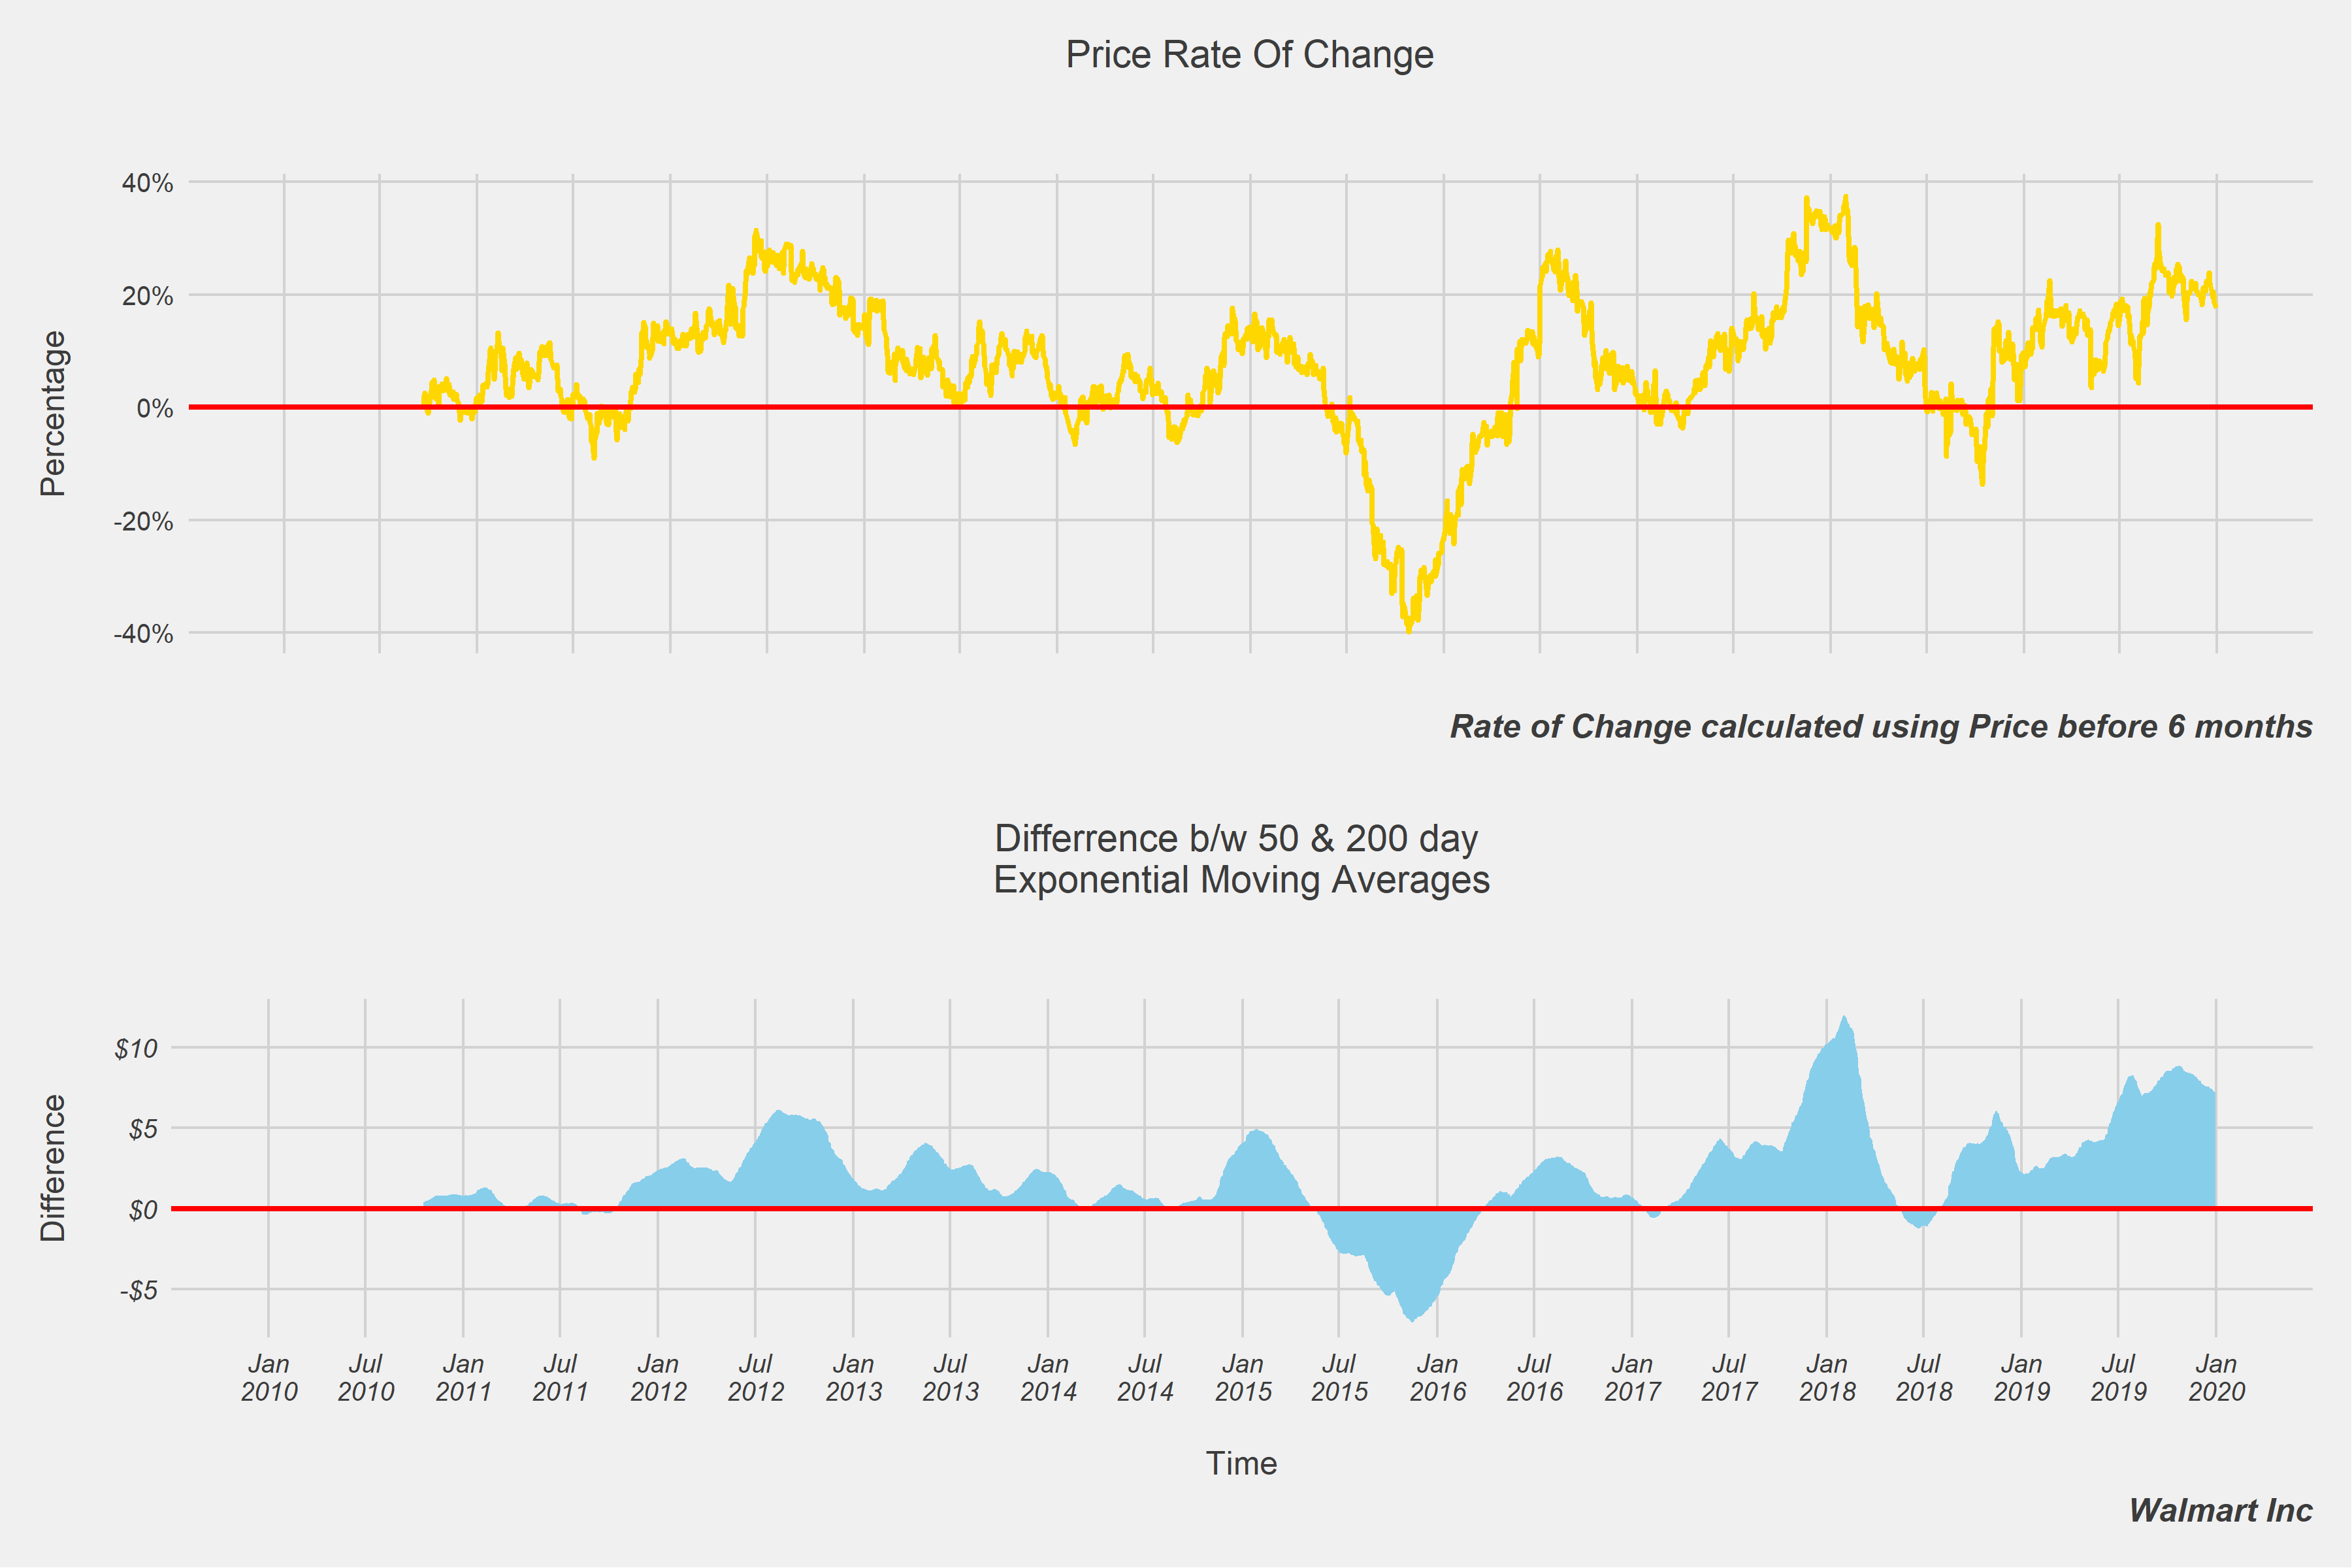 Price Rate Of Change
Percentage
40%
20%
0%
-20%
-40%
Rate of Change calculated using Price before 6 months
Differrence b/w 50 & 200 day
Exponential Moving Averages
Difference
$10
$5
$0
-$5
Jan Jul Jan Jul Jan Jul Jan Jul Jan Jul Jan Jul Jan Jul Jan Jul Jan Jul Jan Jul Jan
2010 2010 2011 2011 2012 2012 2013 2013 2014 2014 2015 2015 2016 2016 2017 2017 2018 2018 2019 2019 2020
Time
Walmart Inc